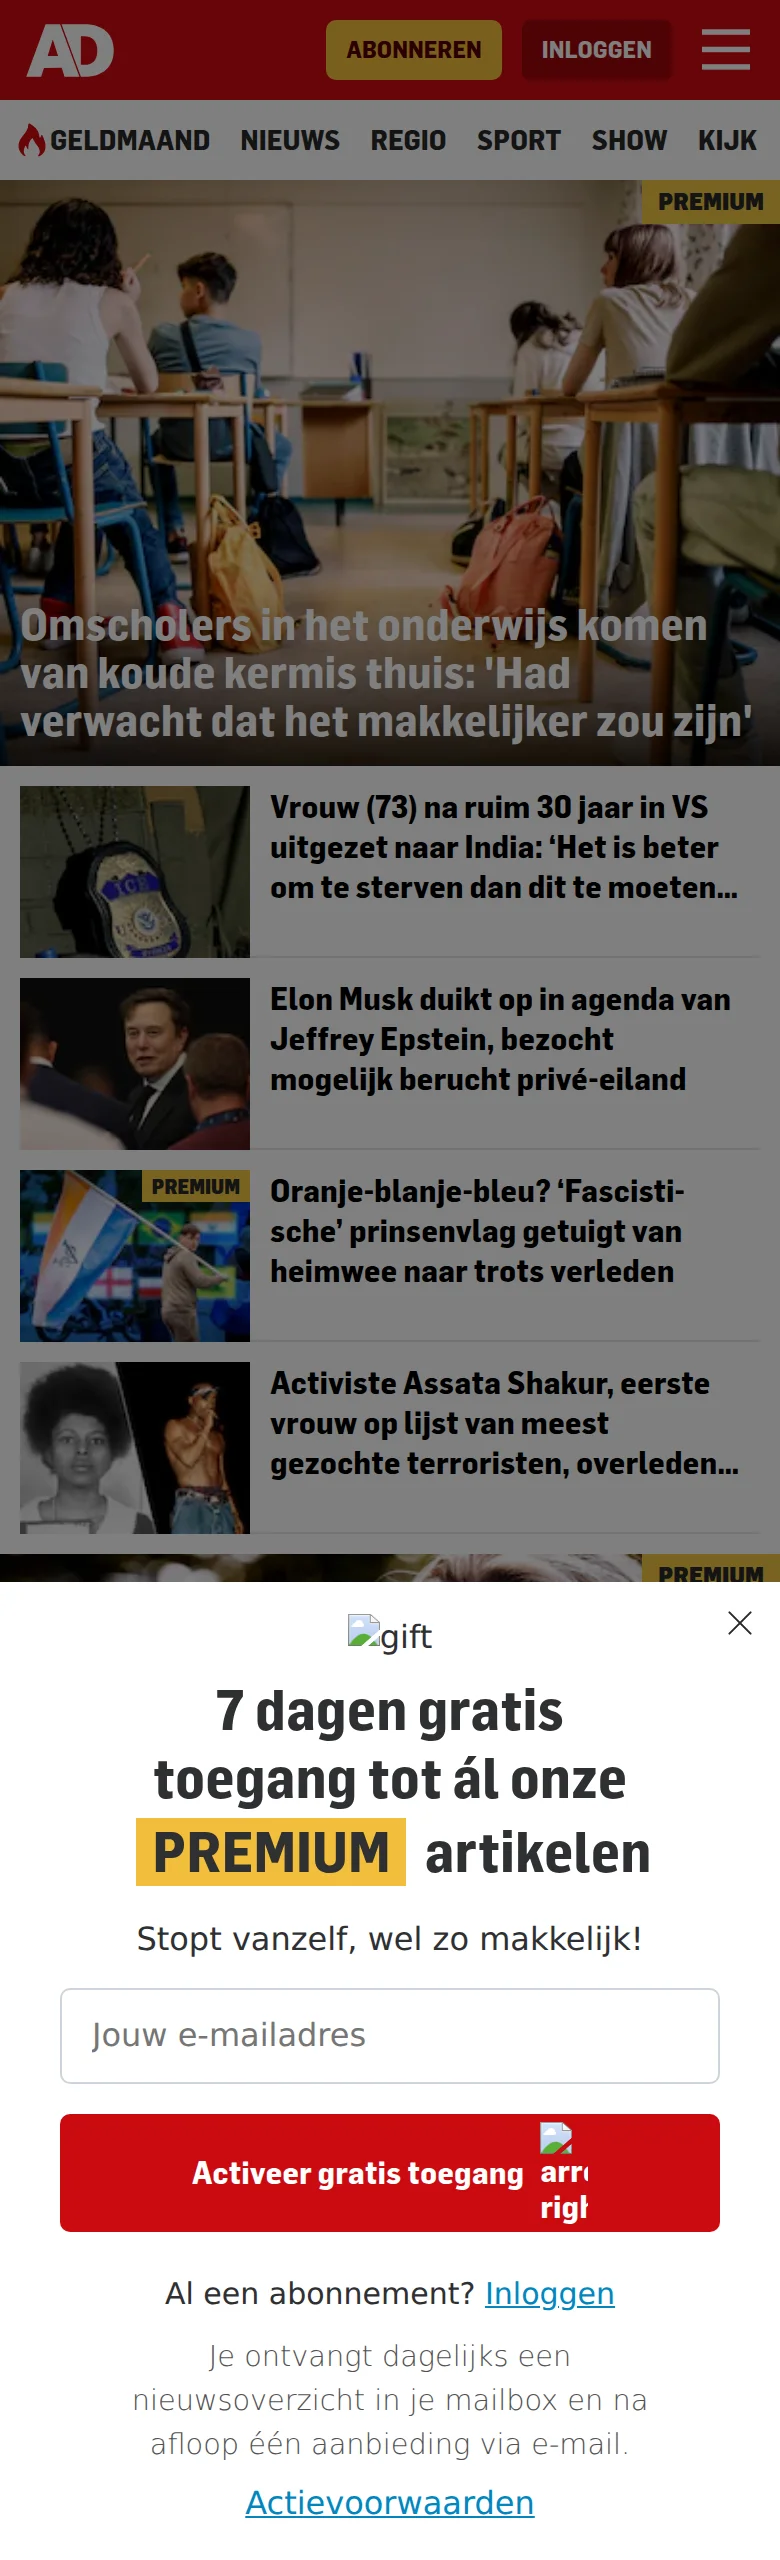 AD
ABONNEREN
INLOGGEN
GELDMAAND NIEUWS REGIO SPORT SHOW KIJK
PREMIUM
Omscholers in het onderwijs komen
van koude kermis thuis: 'Had
verwacht dat het makkelijker zou zijn'
ICE
Vrouw (73) na ruim 30 jaar in VS
uitgezet naar India: ‘Het is beter
om te sterven dan dit te moeten...
Elon Musk duikt op in agenda van
Jeffrey Epstein, bezocht
mogelijk berucht privé-eiland
PREMIUM
Oranje-blanje-bleu? ‘Fascisti-
sche’ prinsenvlag getuigt van
heimwee naar trots verleden
Activiste Assata Shakur, eerste
vrouw op lijst van meest
gezochte terroristen, overleden...
PREMIUM
gift
7 dagen gratis
toegang tot ál onze
PREMIUM artikelen
Stopt vanzelf, wel zo makkelijk!
Jouw e-mailadres
Activeer gratis toegang
Al een abonnement? Inloggen
Je ontvangt dagelijks een
nieuwsoverzicht in je mailbox en na
afloop één aanbieding via e-mail.
Actievoorwaarden